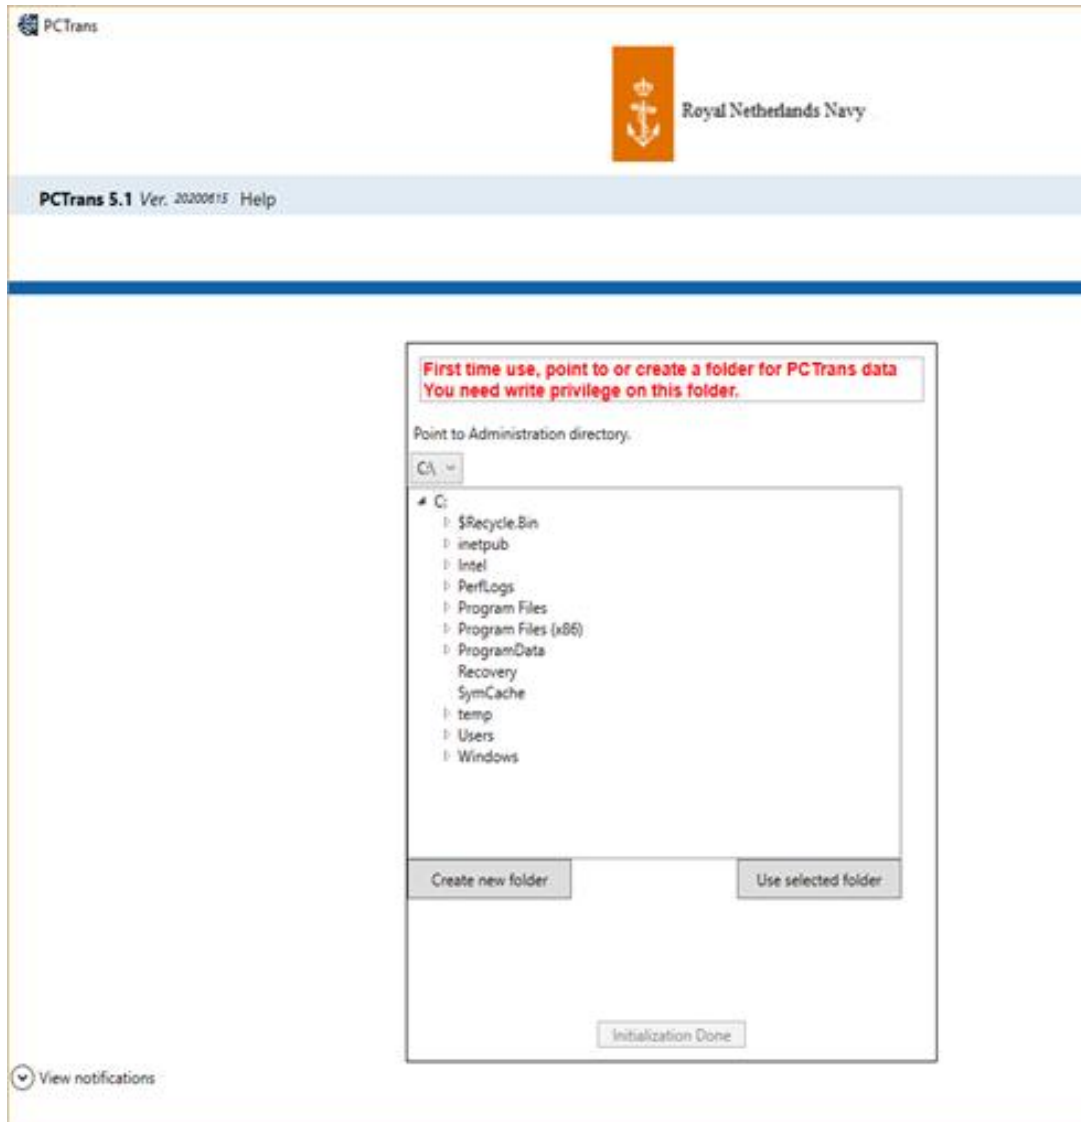 PCTrans
Royal Netherlands Navy
PCTrans 5.1 Ver. 20200615 Help
First time use, point to or create a folder for PCTrans data
You need write privilege on this folder.
Point to Administration directory.
C:\
C:
$Recycle.Bin
inetpub
Intel
PerfLogs
Program Files
Program Files (x86)
ProgramData
Recovery
SymCache
temp
Users
Windows
Create new folder Use selected folder
Initialization Done
View notifications